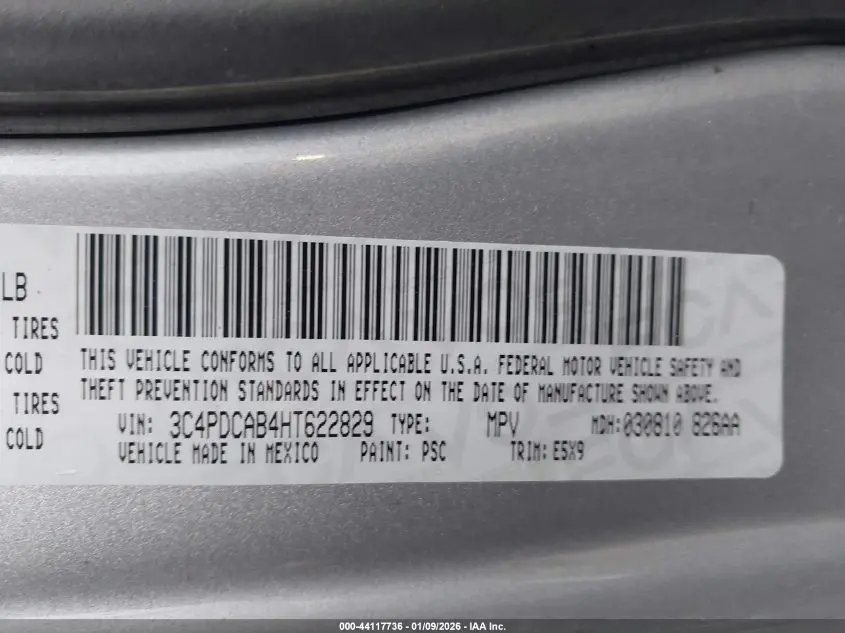 LB
TIRES
COLD
TIRES
COLD
THIS VEHICLE CONFORMS TO ALL APPLICABLE U.S.A. FEDERAL MOTOR VEHICLE SAFETY AND
THEFT PREVENTION STANDARDS IN EFFECT ON THE DATE OF MANUFACTURE SHOWN ABOVE.
VIN: 3C4PDCAB4HT622829 TYPE: MPV MDH: 030810 826AA
VEHICLE MADE IN MEXICO PAINT: PSC TRIM: E5X9
000-44117736 - 01/09/2026 - IAA Inc.